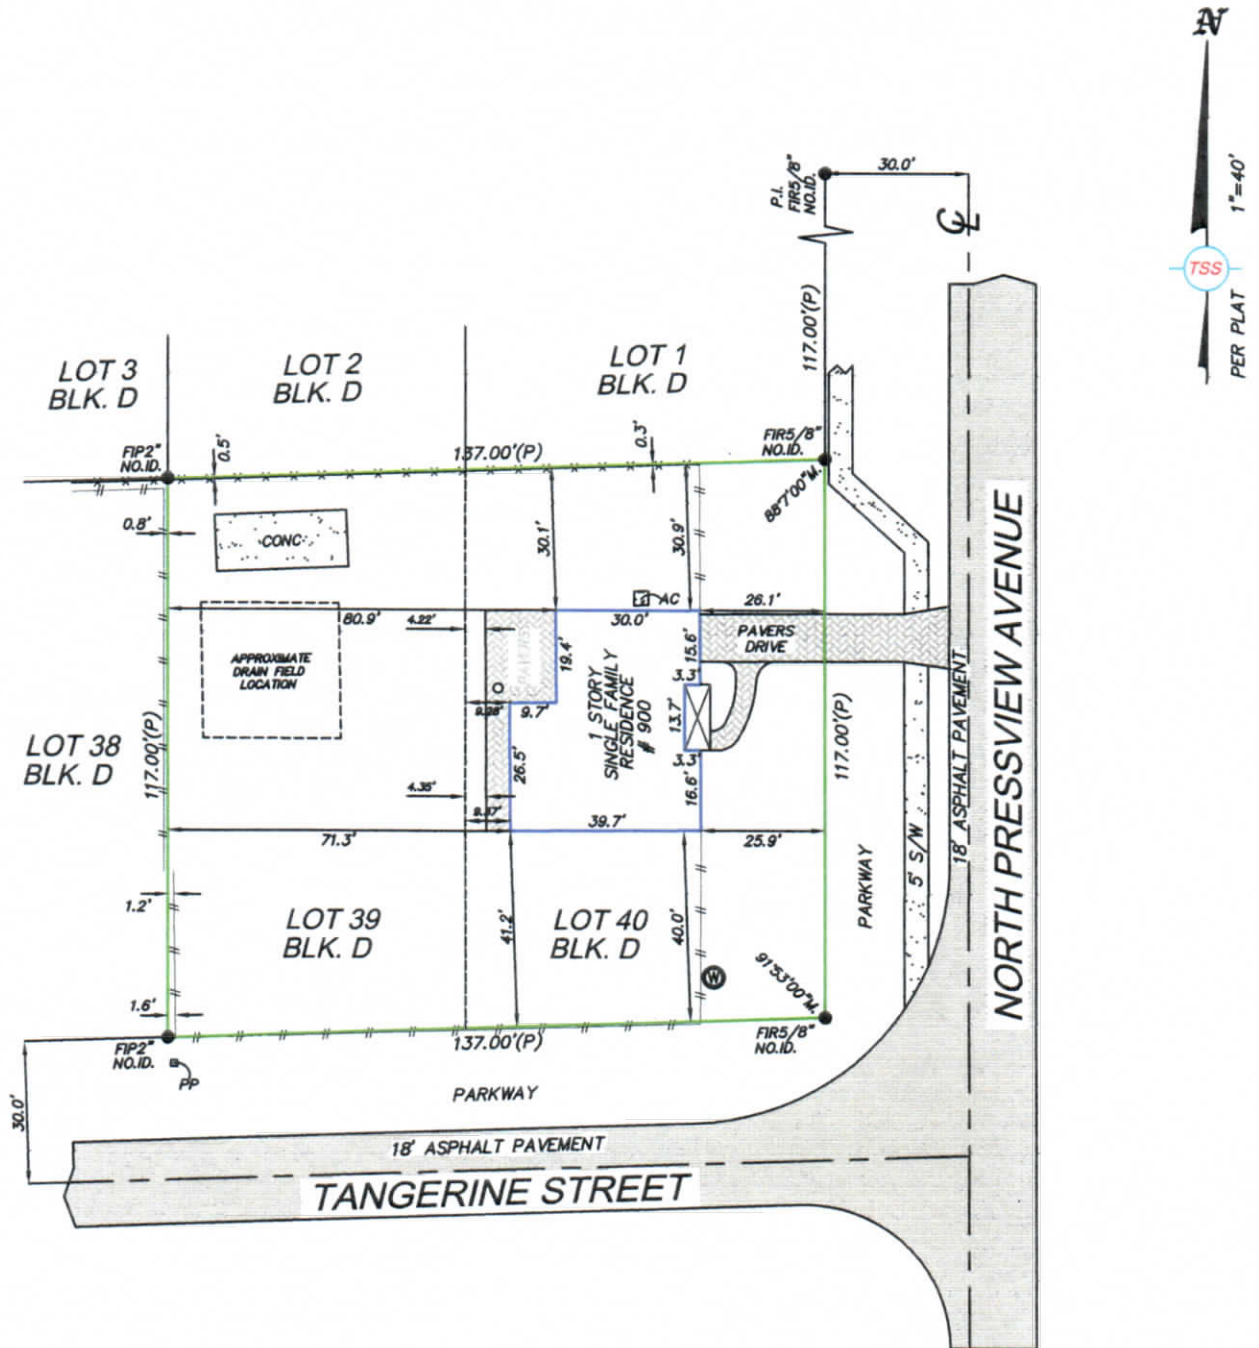 N
1"=40'
TSS
PER PLAT
30.0'
P.I.
FIR5/8"
NO.ID.
CL
117.00'(P)
LOT 3
BLK. D
LOT 2
BLK. D
LOT 1
BLK. D
FIP2"
NO.ID.
0.5'
137.00'(P)
0.3'
FIR5/8"
NO.ID.
88°7'00"M.
0.8'
CONC.
30.1'
30.9'
AC
80.9'
4.22'
30.0'
26.1'
PAVERS
DRIVE
PAVERS
19.4'
15.6'
APPROXIMATE
DRAIN FIELD
LOCATION
3.3'
9.28'
9.7'
1 STORY
SINGLE FAMILY
RESIDENCE
# 900
13.7'
3.3'
LOT 38
BLK. D
117.00'(P)
26.5'
16.6'
117.00'(P)
4.35'
9.37'
71.3'
39.7'
25.9'
18' ASPHALT PAVEMENT
NORTH PRESSVIEW AVENUE
5' S/W
PARKWAY
1.2'
LOT 39
BLK. D
41.2'
LOT 40
BLK. D
40.0'
W
91°53'00"M.
1.6'
FIP2"
NO.ID.
137.00'(P)
FIR5/8"
NO.ID.
PP
30.0'
PARKWAY
18' ASPHALT PAVEMENT
TANGERINE STREET